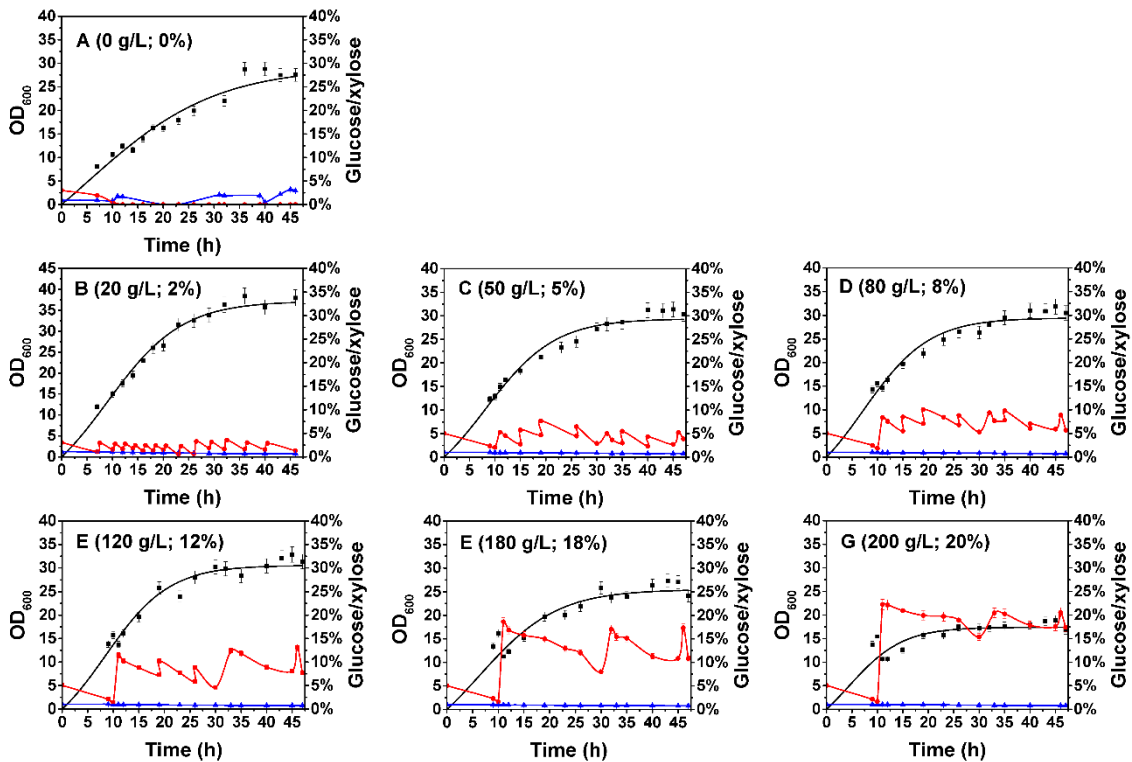 A (0 g/L; 0%)
OD600
Glucose/xylose
40 35 30 25 20 15 10 5 0
40% 35% 30% 25% 20% 15% 10% 5% 0%
0 5 10 15 20 25 30 35 40 45
Time (h)
B (20 g/L; 2%)
OD600
Glucose/xylose
45 40 35 30 25 20 15 10 5 0
40% 35% 30% 25% 20% 15% 10% 5% 0%
0 5 10 15 20 25 30 35 40 45
Time (h)
C (50 g/L; 5%)
OD600
Glucose/xylose
40 35 30 25 20 15 10 5 0
40% 35% 30% 25% 20% 15% 10% 5% 0%
0 5 10 15 20 25 30 35 40 45
Time (h)
D (80 g/L; 8%)
OD600
Glucose/xylose
40 35 30 25 20 15 10 5 0
40% 35% 30% 25% 20% 15% 10% 5% 0%
0 5 10 15 20 25 30 35 40 45
Time (h)
E (120 g/L; 12%)
OD600
Glucose/xylose
40 35 30 25 20 15 10 5 0
40% 35% 30% 25% 20% 15% 10% 5% 0%
0 5 10 15 20 25 30 35 40 45
Time (h)
E (180 g/L; 18%)
OD600
Glucose/xylose
40 35 30 25 20 15 10 5 0
40% 35% 30% 25% 20% 15% 10% 5% 0%
0 5 10 15 20 25 30 35 40 45
Time (h)
G (200 g/L; 20%)
OD600
Glucose/xylose
40 35 30 25 20 15 10 5 0
40% 35% 30% 25% 20% 15% 10% 5% 0%
0 5 10 15 20 25 30 35 40 45
Time (h)